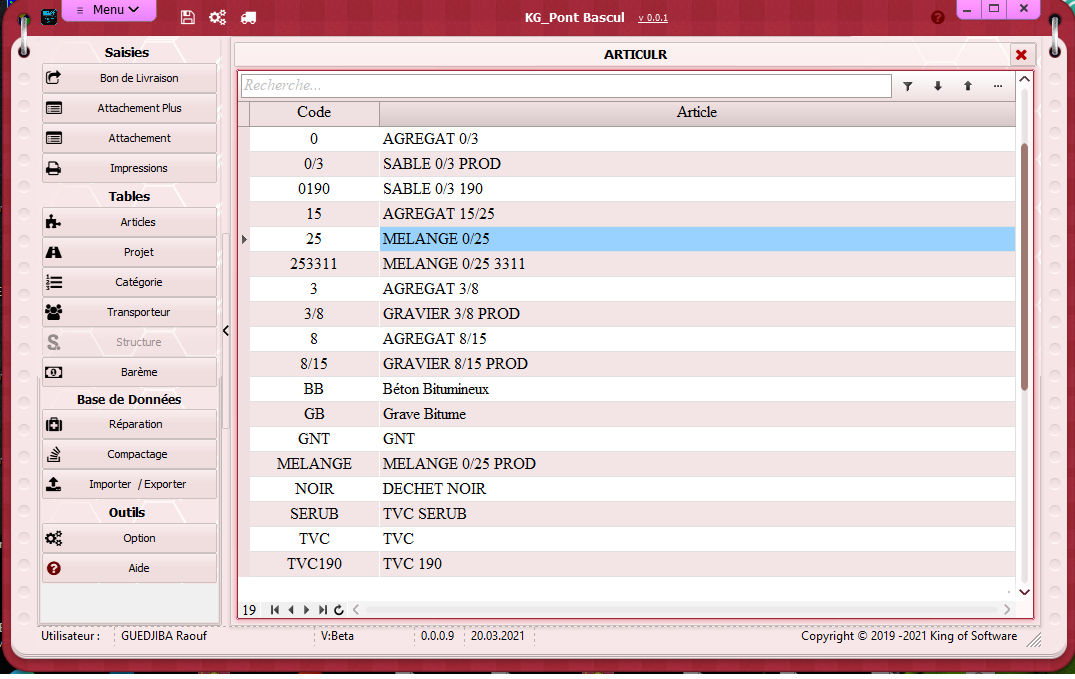 Menu
KG_Pont Bascul v 0.0.1
Saisies
Bon de Livraison
Attachement Plus
Attachement
Impressions
Tables
Articles
Projet
Catégorie
Transporteur
Structure
Barème
Base de Données
Réparation
Compactage
Importer / Exporter
Outils
Option
Aide
ARTICULR
Recherche...
Code Article
0 AGREGAT 0/3
0/3 SABLE 0/3 PROD
0190 SABLE 0/3 190
15 AGREGAT 15/25
25 MELANGE 0/25
253311 MELANGE 0/25 3311
3 AGREGAT 3/8
3/8 GRAVIER 3/8 PROD
8 AGREGAT 8/15
8/15 GRAVIER 8/15 PROD
BB Béton Bitumineux
GB Grave Bitume
GNT GNT
MELANGE MELANGE 0/25 PROD
NOIR DECHET NOIR
SERUB TVC SERUB
TVC TVC
TVC190 TVC 190
19
Utilisateur : GUEDJIBA Raouf V:Beta 0.0.0.9 20.03.2021 Copyright © 2019 -2021 King of Software